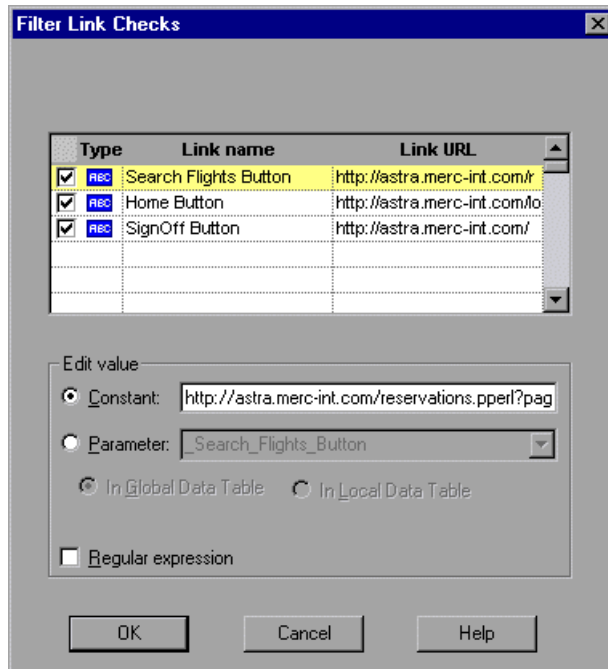 Filter Link Checks
Type Link name Link URL
ABC Search Flights Button http://astra.merc-int.com/r
ABC Home Button http://astra.merc-int.com/lo
ABC SignOff Button http://astra.merc-int.com/
Edit value
Constant: http://astra.merc-int.com/reservations.pperl?pag
Parameter: _Search_Flights_Button
In Global Data Table In Local Data Table
Regular expression
OK Cancel Help